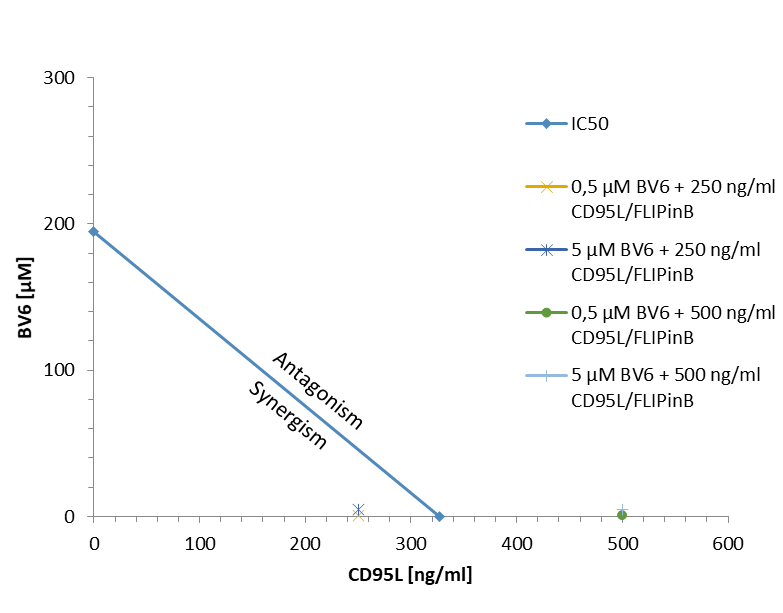 300
200
100
0
BV6 [µM]
0
100
200
300
400
500
600
CD95L [ng/ml]
Antagonism
Synergism
IC50
0,5 µM BV6 + 250 ng/ml
CD95L/FLIPinB
5 µM BV6 + 250 ng/ml
CD95L/FLIPinB
0,5 µM BV6 + 500 ng/ml
CD95L/FLIPinB
5 µM BV6 + 500 ng/ml
CD95L/FLIPinB